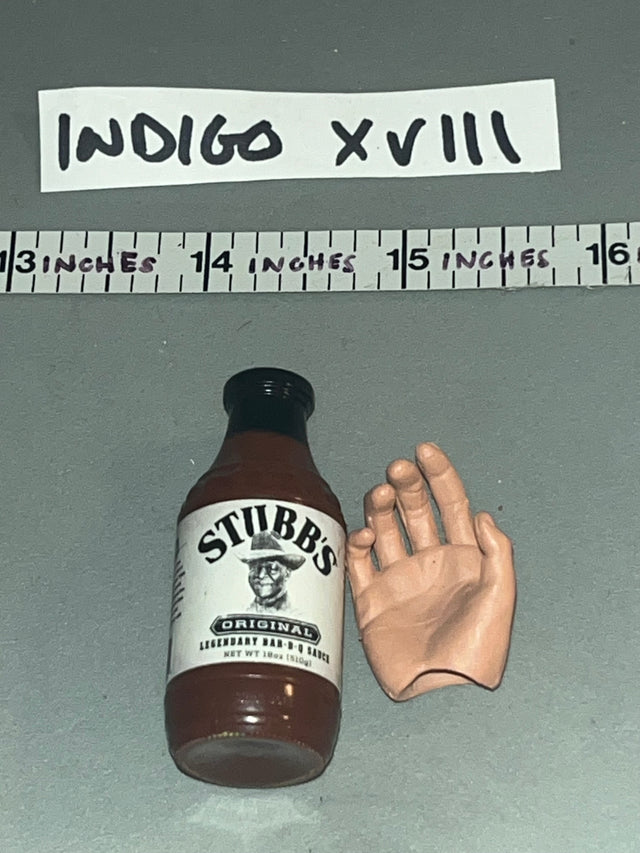 INDIGO XVIII
13 INCHES 14 INCHES 15 INCHES 16
STUBB'S
ORIGINAL
LEGENDARY BAR-B-Q SAUCE
NET WT 18oz (510g)